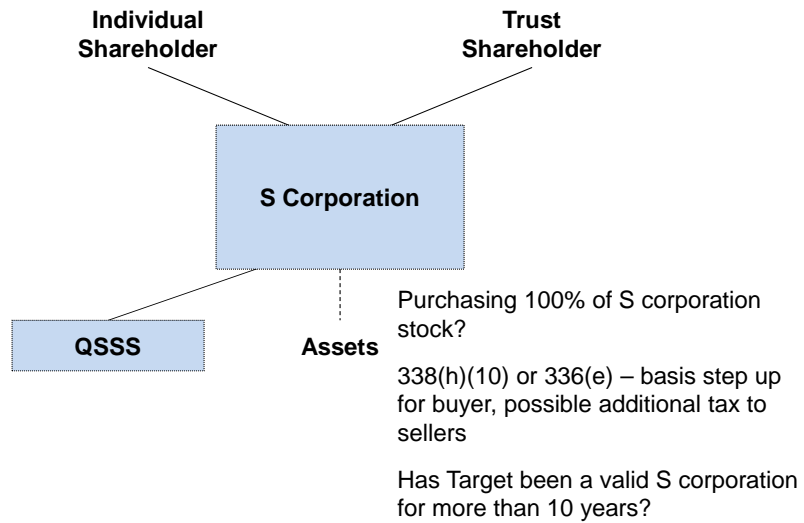 Individual
Shareholder
Trust
Shareholder
S Corporation
QSSS
Assets
Purchasing 100% of S corporation
stock?
338(h)(10) or 336(e) – basis step up
for buyer, possible additional tax to
sellers
Has Target been a valid S corporation
for more than 10 years?